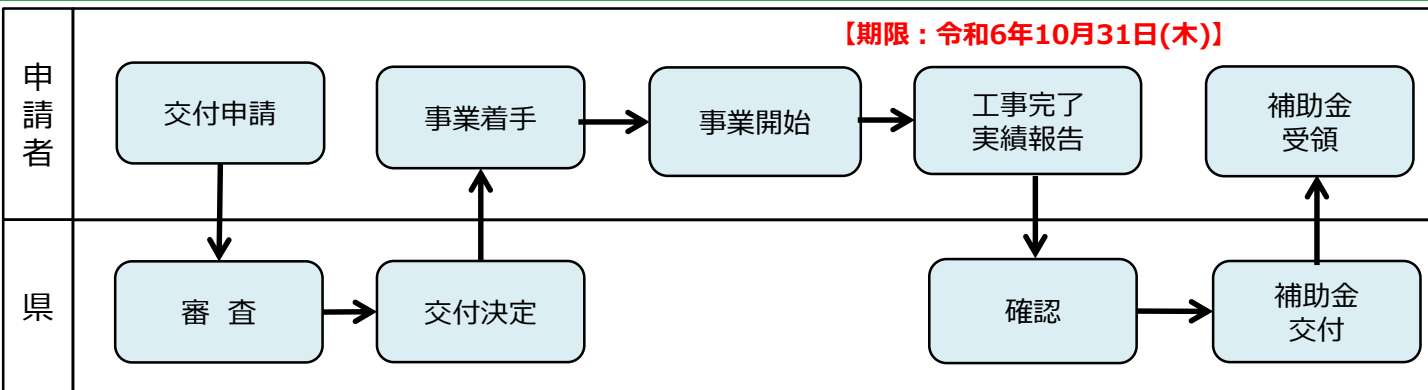 【期限：令和6年10月31日(木)】
申請者
交付申請
事業着手
事業開始
工事完了
実績報告
補助金
受領
県
審 査
交付決定
確認
補助金
交付